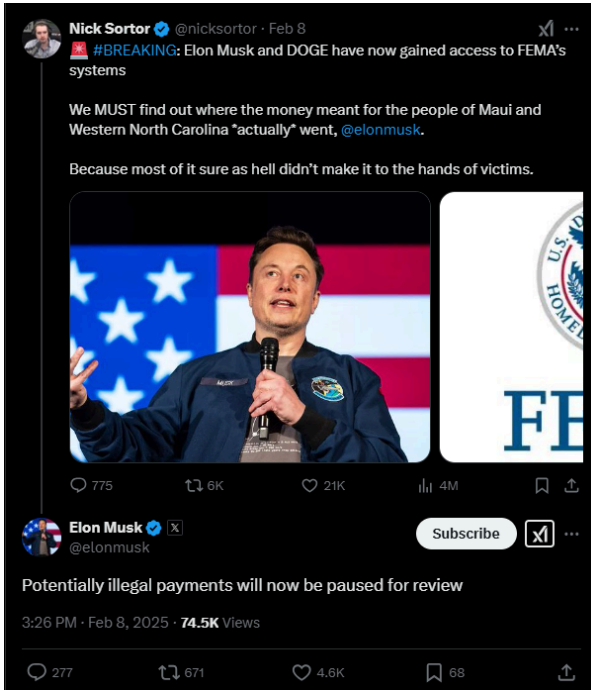 Nick Sortor @nicksortor · Feb 8
🚨 #BREAKING: Elon Musk and DOGE have now gained access to FEMA's
systems
We MUST find out where the money meant for the people of Maui and
Western North Carolina *actually* went, @elonmusk.
Because most of it sure as hell didn't make it to the hands of victims.
MUSK
U.S. D
HOME
FE
775 6K 21K 4M
Elon Musk
@elonmusk
Subscribe
Potentially illegal payments will now be paused for review
3:26 PM · Feb 8, 2025 · 74.5K Views
277 671 4.6K 68